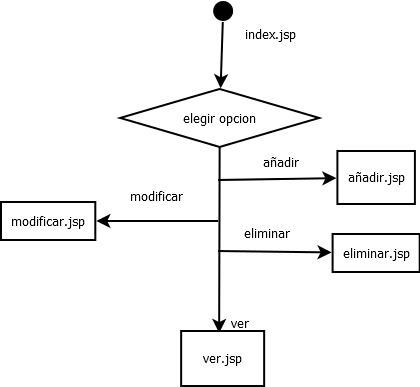 index.jsp
elegir opcion
añadir
añadir.jsp
modificar
modificar.jsp
eliminar
eliminar.jsp
ver
ver.jsp